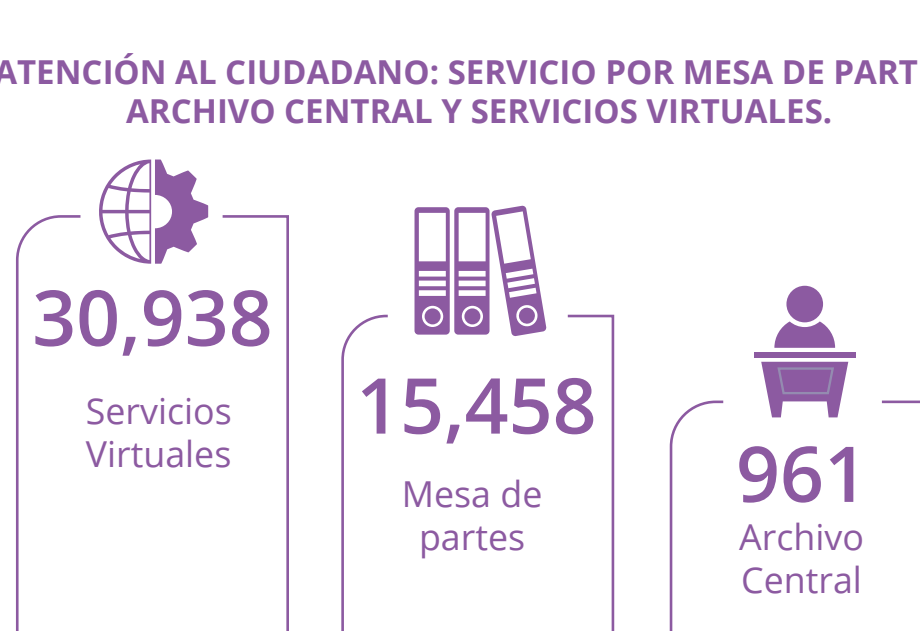 ATENCIÓN AL CIUDADANO: SERVICIO POR MESA DE PART
ARCHIVO CENTRAL Y SERVICIOS VIRTUALES.
30,938
Servicios
Virtuales
15,458
Mesa de
partes
961
Archivo
Central